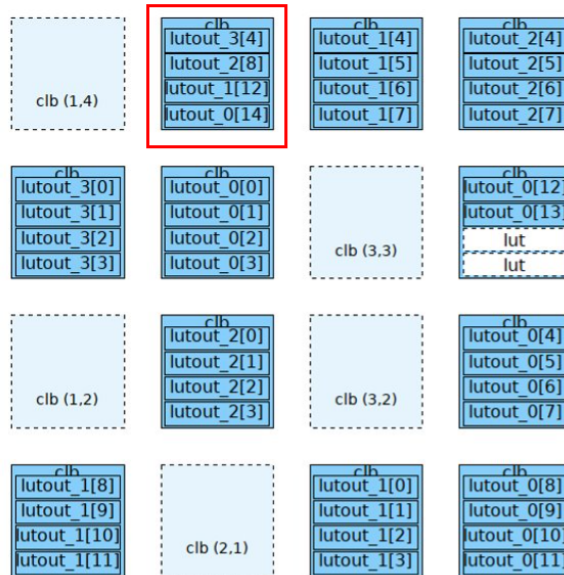 clb (1,4)
clb
lutout_3[4]
lutout_2[8]
lutout_1[12]
lutout_0[14]
clb
lutout_1[4]
lutout_1[5]
lutout_1[6]
lutout_1[7]
clb
lutout_2[4]
lutout_2[5]
lutout_2[6]
lutout_2[7]
clb
lutout_3[0]
lutout_3[1]
lutout_3[2]
lutout_3[3]
clb
lutout_0[0]
lutout_0[1]
lutout_0[2]
lutout_0[3]
clb (3,3)
clb
lutout_0[12]
lutout_0[13]
lut
lut
clb (1,2)
clb
lutout_2[0]
lutout_2[1]
lutout_2[2]
lutout_2[3]
clb (3,2)
clb
lutout_0[4]
lutout_0[5]
lutout_0[6]
lutout_0[7]
clb
lutout_1[8]
lutout_1[9]
lutout_1[10]
lutout_1[11]
clb (2,1)
clb
lutout_1[0]
lutout_1[1]
lutout_1[2]
lutout_1[3]
clb
lutout_0[8]
lutout_0[9]
lutout_0[10]
lutout_0[11]